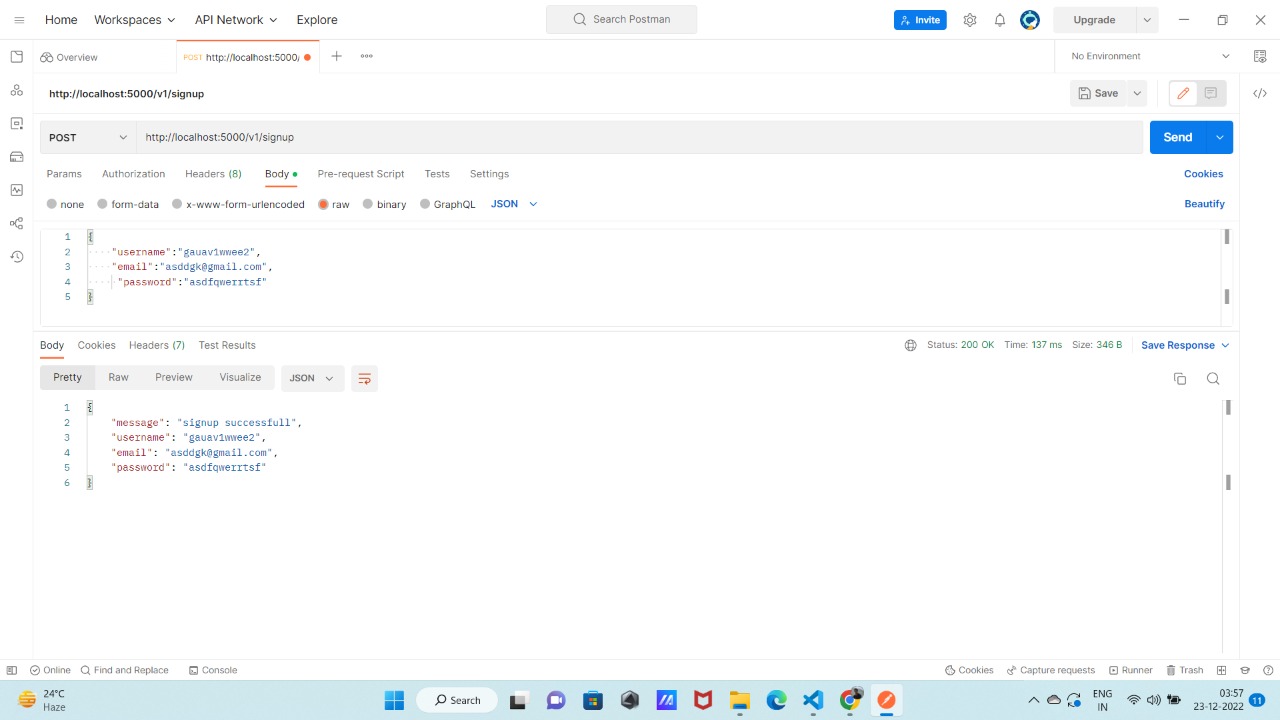 Home Workspaces API Network Explore Search Postman Invite Upgrade
Overview POST http://localhost:5000/ No Environment
http://localhost:5000/v1/signup Save
POST http://localhost:5000/v1/signup Send
Params Authorization Headers (8) Body Pre-request Script Tests Settings Cookies
none form-data x-www-form-urlencoded raw binary GraphQL JSON Beautify
1 {
2 "username":"gauav1wwee2",
3 "email":"asddgk@gmail.com",
4 "password":"asdfqwerrtsf"
5 }
Body Cookies Headers (7) Test Results Status: 200 OK Time: 137 ms Size: 346 B Save Response
Pretty Raw Preview Visualize JSON
1 {
2 "message": "signup successfull",
3 "username": "gauav1wwee2",
4 "email": "asddgk@gmail.com",
5 "password": "asdfqwerrtsf"
6 }
Online Find and Replace Console Cookies Capture requests Runner Trash
24°C
Haze
Search
ENG
IN
03:57
23-12-2022
11